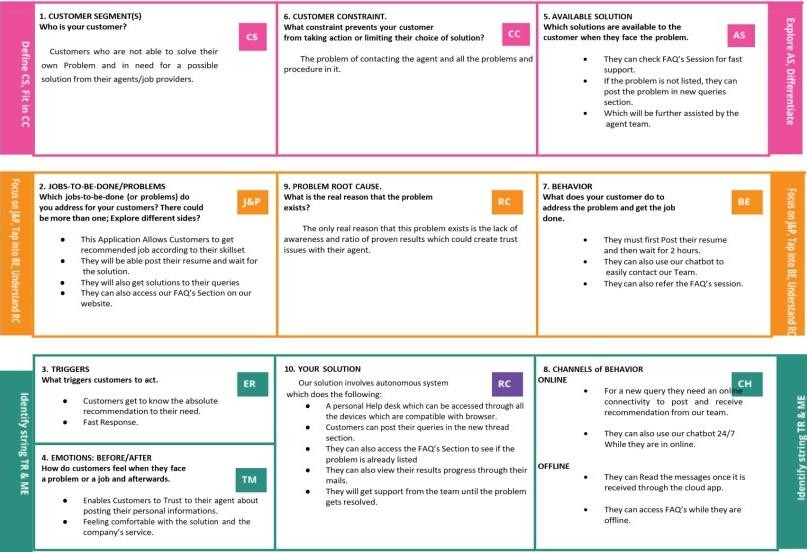 Define CS, Fit in CC
1. CUSTOMER SEGMENT(S)
Who is your customer?
CS
Customers who are not able to solve their
own Problem and in need for a possible
solution from their agents/job providers.
6. CUSTOMER CONSTRAINT.
What constraint prevents your customer
from taking action or limiting their choice of solution?
CC
The problem of contacting the agent and all the problems and
procedure in it.
5. AVAILABLE SOLUTION
Which solutions are available to the
customer when they face the problem.
AS
• They can check FAQ's Session for fast
support.
• If the problem is not listed, they can
post the problem in new queries
section.
• Which will be further assisted by the
agent team.
Explore AS, Differentiate
Focus on J&P, Tap into BE, Understand RC
2. JOBS-TO-BE-DONE/PROBLEMS
Which jobs-to-be-done (or problems) do
you address for your customers? There could
be more than one; Explore different sides?
J&P
• This Application Allows Customers to get
recommended job according to their skillset
• They will be able post their resume and wait for
the solution.
• They will also get solutions to their queries
• They can also access our FAQ's Section on our
website.
9. PROBLEM ROOT CAUSE.
What is the real reason that the problem
exists?
RC
The only real reason that this problem exists is the lack of
awareness and ratio of proven results which could create trust
issues with their agent.
7. BEHAVIOR
What does your customer do to
address the problem and get the job
done.
BE
• They must first Post their resume
and then wait for 2 hours.
• They can also use our chatbot to
easily contact our Team.
• They can also refer the FAQ's session.
Focus on J&P, Tap into BE, Understand RC
Identify string TR & ME
3. TRIGGERS
What triggers customers to act.
ER
• Customers get to know the absolute
recommendation to their need.
• Fast Response.
4. EMOTIONS: BEFORE/AFTER
How do customers feel when they face
a problem or a job and afterwards.
TM
• Enables Customers to Trust to their agent about
posting their personal informations.
• Feeling comfortable with the solution and the
company's service.
10. YOUR SOLUTION
RC
Our solution involves autonomous system
which does the following:
• A personal Help desk which can be accessed through all
the devices which are compatible with browser.
• Customers can post their queries in the new thread
section.
• They can also access the FAQ's Section to see if the
problem is already listed
• They can also view their results progress through their
mails.
• They will get support from the team until the problem
gets resolved.
8. CHANNELS of BEHAVIOR
ONLINE
CH
• For a new query they need an online
connectivity to post and receive
recommendation from our team.
• They can also use our chatbot 24/7
While they are in online.
OFFLINE
• They can Read the messages once it is
received through the cloud app.
• They can access FAQ's while they are
offline.
Identify string TR & ME